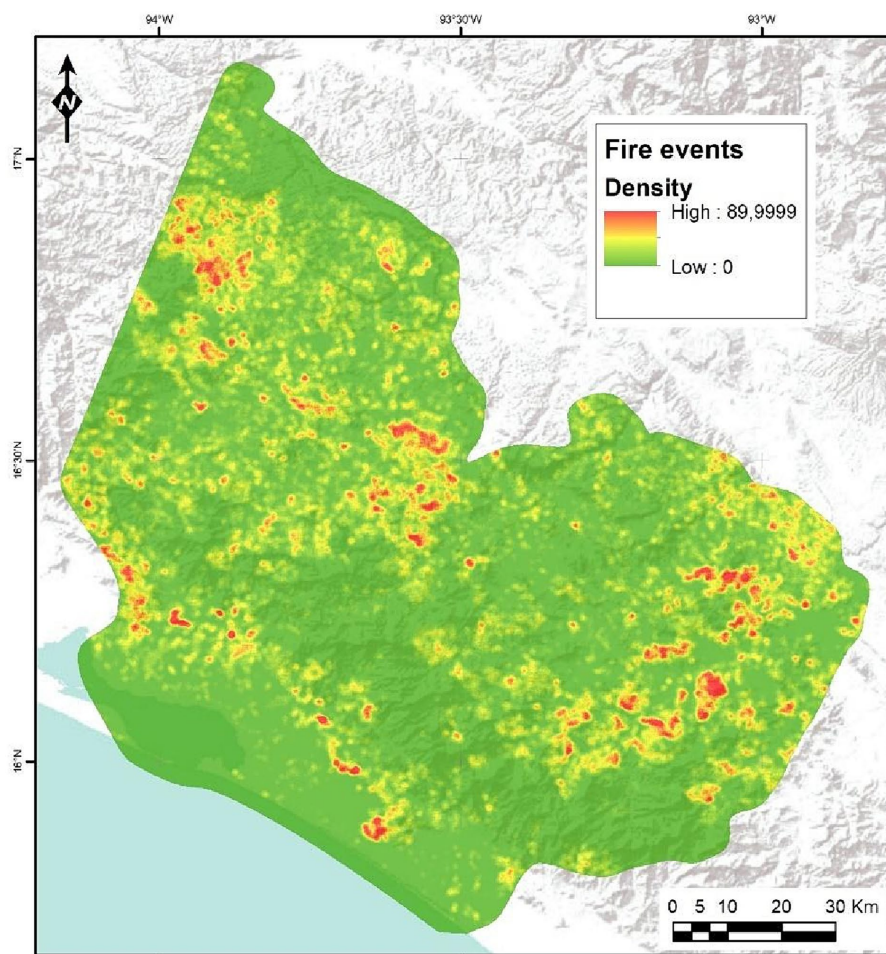 94°W 93°30'W 93°W
N
17°N
Fire events
Density
High : 89,9999
Low : 0
16°30'N
16°N
0 5 10 20 30 Km